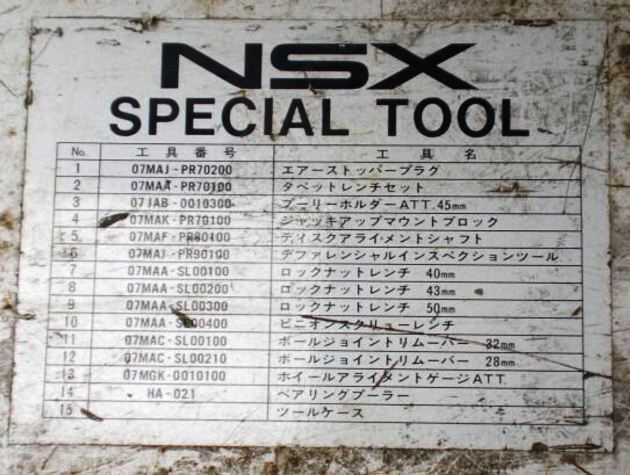 NSX
SPECIAL TOOL
No. 工具番号 工具名
1 07MAJ-PR70200 エアーストッパープラグ
2 07MAA-PR70100 タペットレンチセット
3 07JAB-0010300 プーリーホルダーATT.45mm
4 07MAK-PR70100 ジャッキアップマウントブロック
5 07MAF-PR80100 ディスクアライメントシャフト
6 07MAJ-PR90100 デファレンシャルインスペクションツール
7 07MAA-SL00100 ロックナットレンチ 40mm
8 07MAA-SL00200 ロックナットレンチ 43mm
9 07MAA-SL00300 ロックナットレンチ 50mm
10 07MAA-SL00400 ピニオンスクリューレンチ
11 07MAC-SL00100 ボールジョイントリムーバー 32mm
12 07MAC-SL00210 ボールジョイントリムーバー 28mm
13 07MGK-0010100 ホイールアライメントゲージATT.
14 HA-021 ベアリングプーラー
15 ツールケース